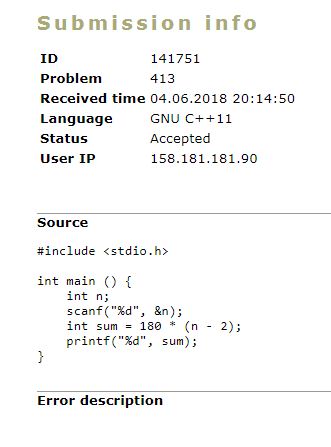 Submission info
ID 141751
Problem 413
Received time 04.06.2018 20:14:50
Language GNU C++11
Status Accepted
User IP 158.181.181.90
Source
#include <stdio.h>
int main () {
    int n;
    scanf("%d", &n);
    int sum = 180 * (n - 2);
    printf("%d", sum);
}
Error description